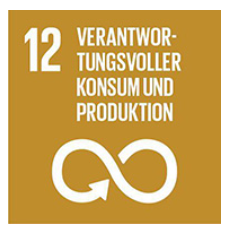 12 VERANTWOR-
TUNGSVOLLER
KONSUM UND
PRODUKTION